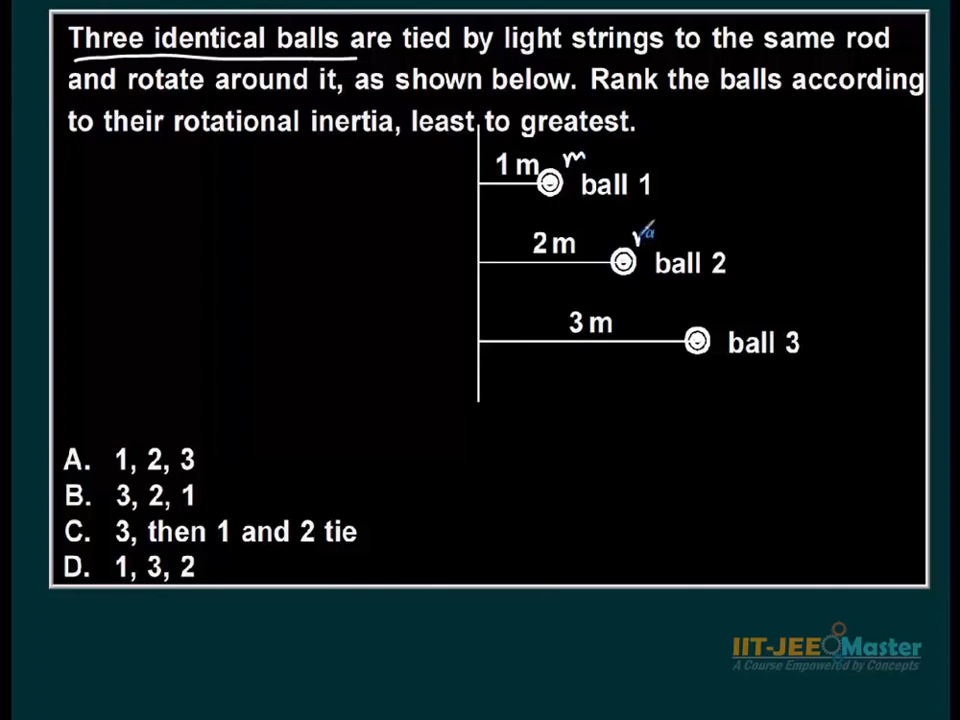 Three identical balls are tied by light strings to the same rod
and rotate around it, as shown below. Rank the balls according
to their rotational inertia, least to greatest.
1 m m ball 1
2 m ball 2
3 m ball 3
A. 1, 2, 3
B. 3, 2, 1
C. 3, then 1 and 2 tie
D. 1, 3, 2
IIT-JEE Master
A Course Empowered by Concepts